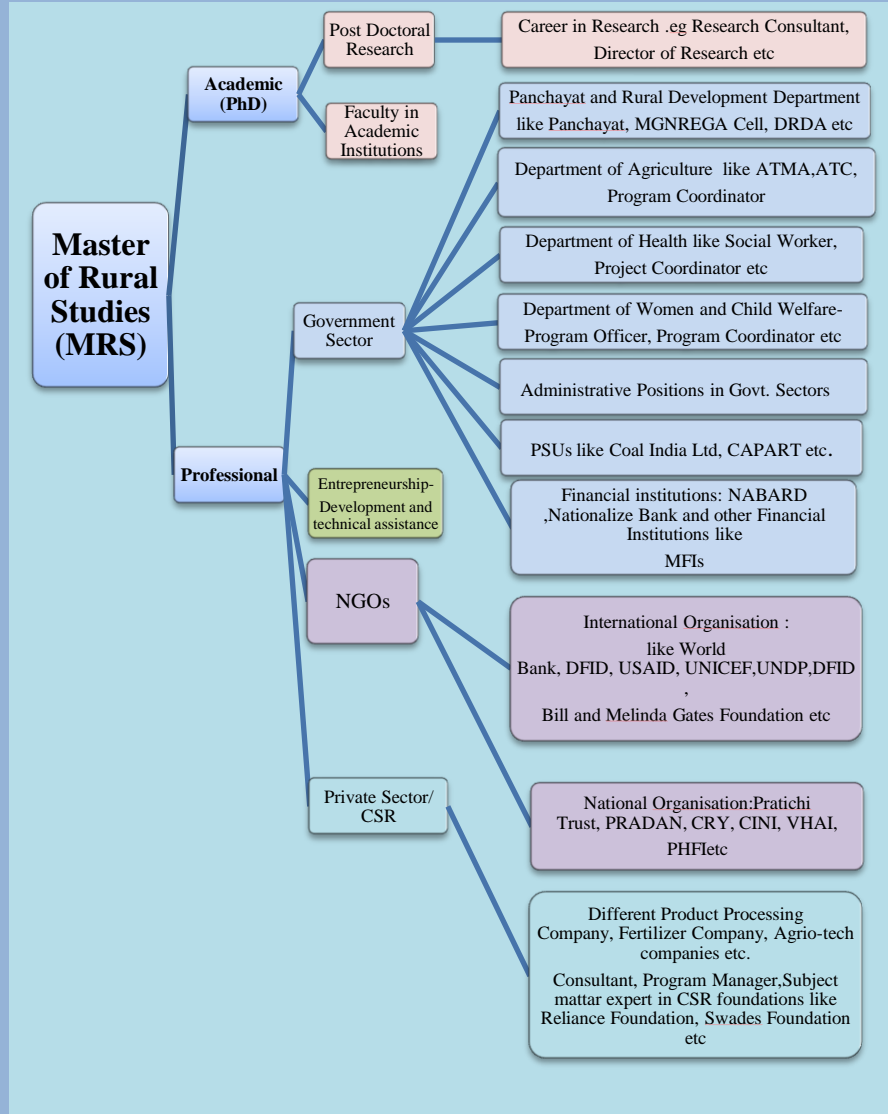 Post Doctoral
Research
Career in Research .eg Research Consultant,
Director of Research etc
Academic
(PhD)
Faculty in
Academic
Institutions
Panchayat and Rural Development Department
like Panchayat, MGNREGA Cell, DRDA etc
Department of Agriculture like ATMA,ATC,
Program Coordinator
Master
of Rural
Studies
(MRS)
Department of Health like Social Worker,
Project Coordinator etc
Government
Sector
Department of Women and Child Welfare-
Program Officer, Program Coordinator etc
Administrative Positions in Govt. Sectors
PSUs like Coal India Ltd, CAPART etc.
Professional
Entrepreneurship-
Development and
technical assistance
Financial institutions: NABARD
,Nationalize Bank and other Financial
Institutions like
MFIs
NGOs
International Organisation :
like World
Bank, DFID, USAID, UNICEF,UNDP,DFID
,
Bill and Melinda Gates Foundation etc
Private Sector/
CSR
National Organisation:Pratichi
Trust, PRADAN, CRY, CINI, VHAI,
PHFIetc
Different Product Processing
Company, Fertilizer Company, Agrio-tech
companies etc.
Consultant, Program Manager,Subject
mattar expert in CSR foundations like
Reliance Foundation, Swades Foundation
etc